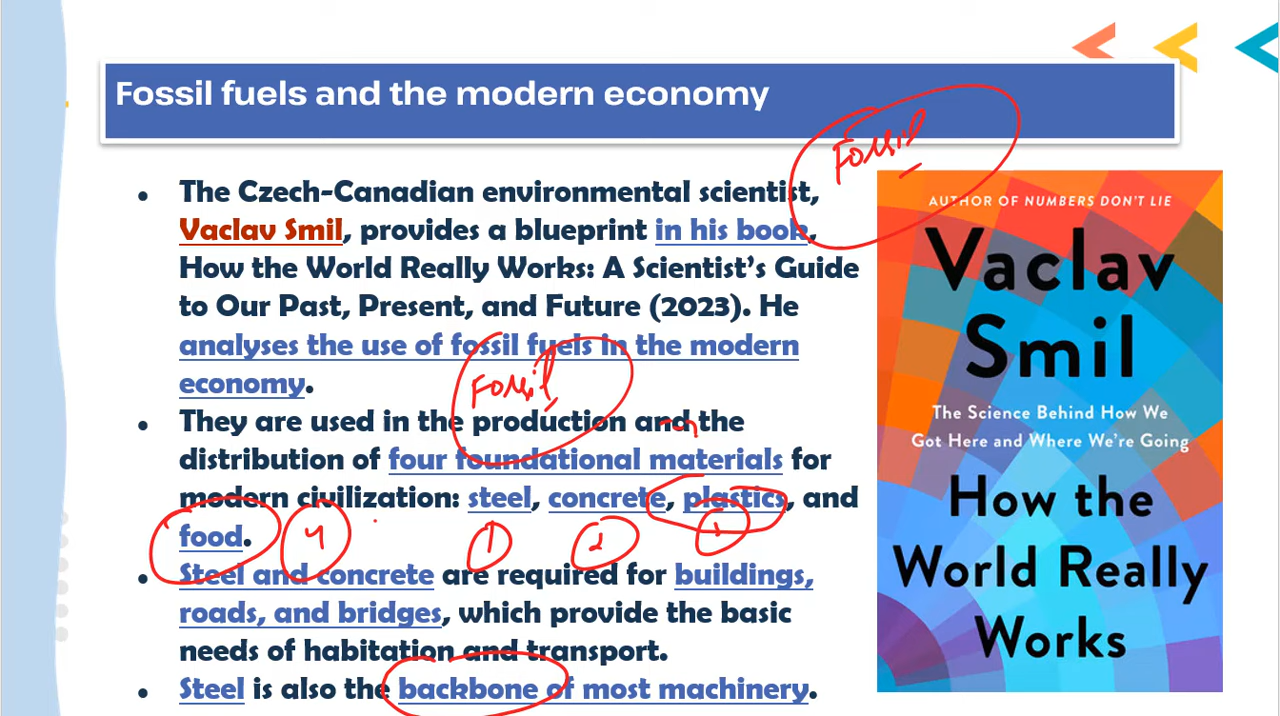 Fossil fuels and the modern economy
Fossil
• The Czech-Canadian environmental scientist,
Vaclav Smil, provides a blueprint in his book,
How the World Really Works: A Scientist's Guide
to Our Past, Present, and Future (2023). He
analyses the use of fossil fuels in the modern
economy.
Fossil
• They are used in the production and the
distribution of four foundational materials for
modern civilization: steel, concrete, plastics, and
food.
4 1 2
• Steel and concrete are required for buildings,
roads, and bridges, which provide the basic
needs of habitation and transport.
• Steel is also the backbone of most machinery.
AUTHOR OF NUMBERS DON'T LIE
Vaclav
Smil
The Science Behind How We
Got Here and Where We're Going
How the
World Really
Works